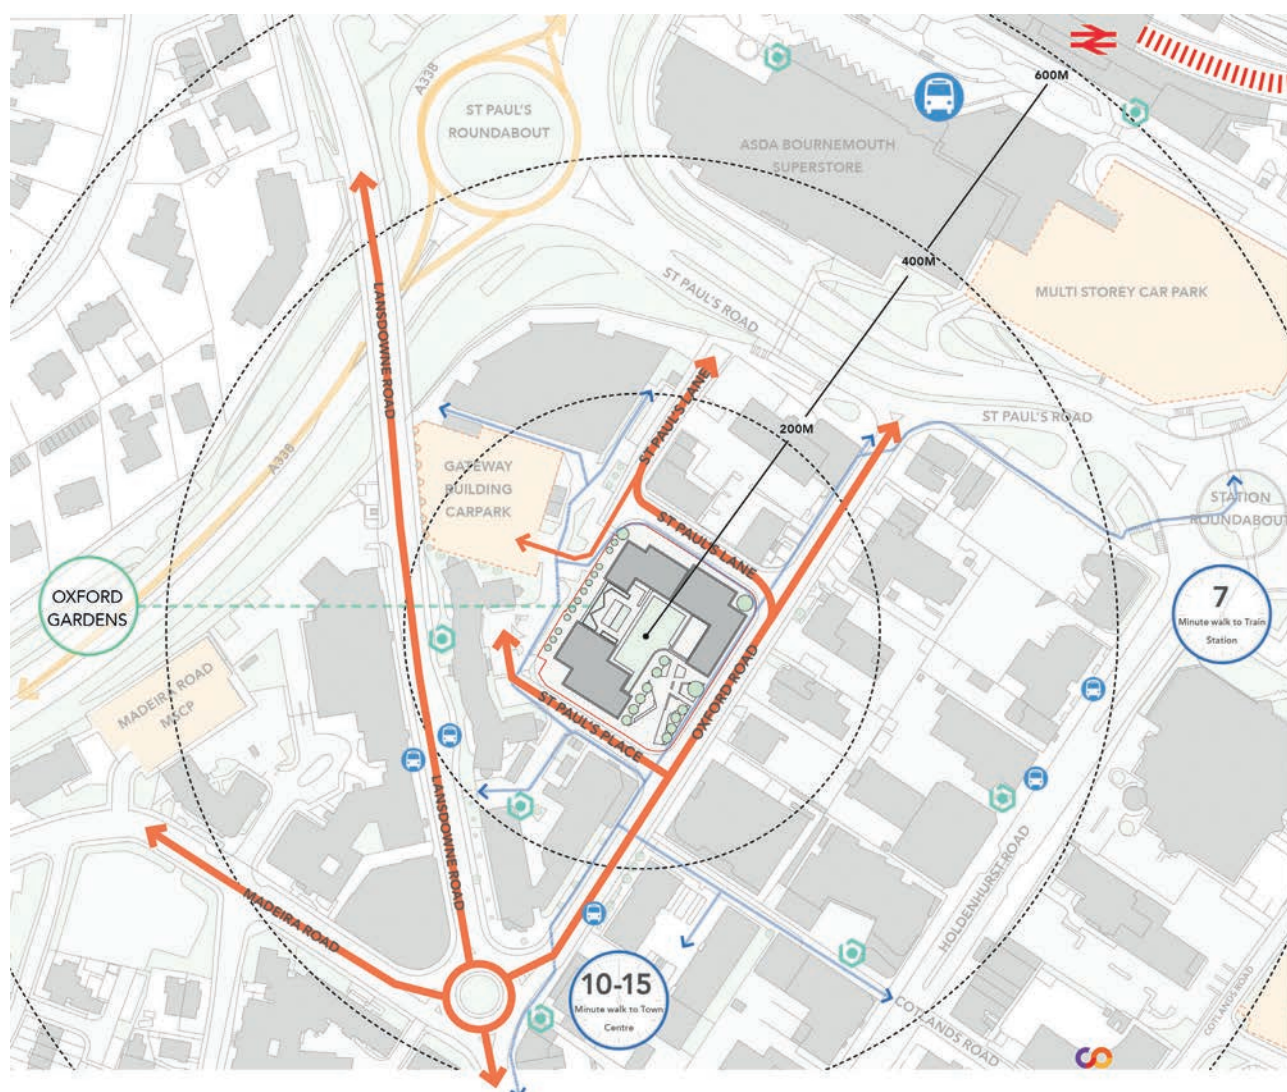 600M
A338
ST PAUL'S
ROUNDABOUT
ASDA BOURNEMOUTH
SUPERSTORE
400M
ST PAUL'S ROAD
MULTI STOREY CAR PARK
LANSDOWNE ROAD
ST PAUL'S LANE
200M
ST PAUL'S ROAD
A338
GATEWAY
BUILDING
CARPARK
STATION
ROUNDABOUT
ST PAUL'S LANE
OXFORD
GARDENS
7
Minute walk to Train
Station
MADEIRA ROAD
MSCP
ST PAUL'S PLACE
OXFORD ROAD
LANSDOWNE ROAD
MADEIRA ROAD
HOLDENHURST ROAD
10-15
Minute walk to Town
Centre
COTLANDS ROAD
COTLANDS ROAD